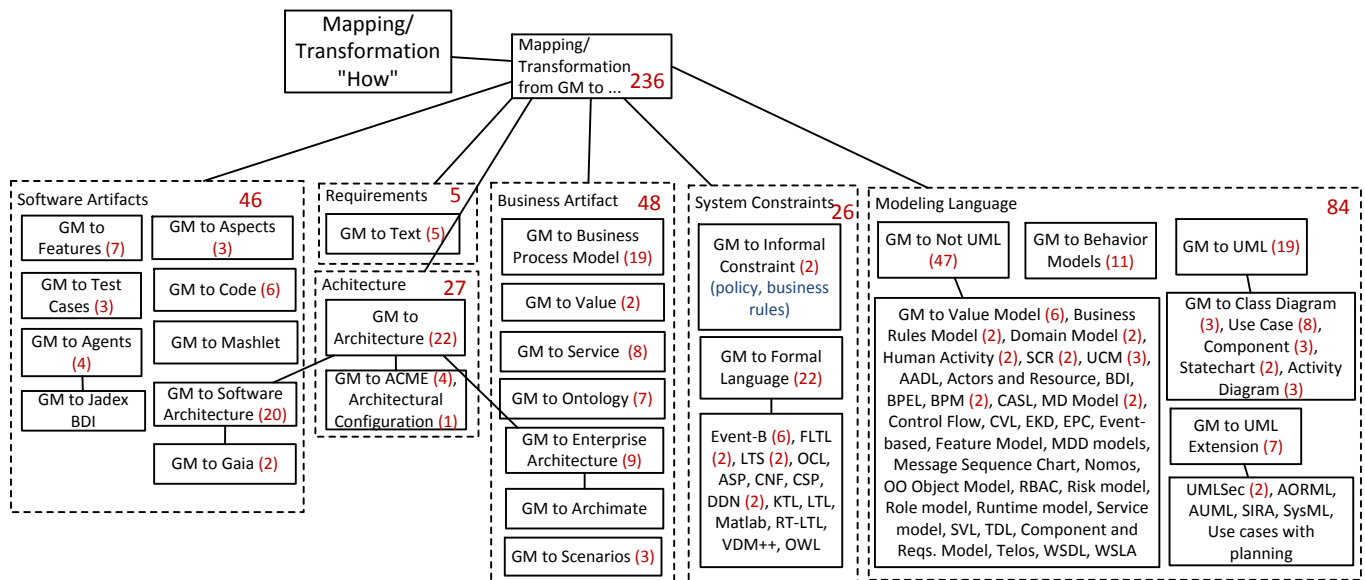 Mapping/
Transformation
"How"
Mapping/
Transformation
from GM to ... 236
Software Artifacts 46
GM to
Features (7)
GM to Aspects
(3)
GM to Test
Cases (3)
GM to Code (6)
GM to Agents
(4)
GM to Mashlet
GM to Jadex
BDI
GM to Software
Architecture (20)
GM to Gaia (2)
Requirements 5
GM to Text (5)
Achitecture 27
GM to
Architecture (22)
GM to ACME (4),
Architectural
Configuration (1)
Business Artifact 48
GM to Business
Process Model (19)
GM to Value (2)
GM to Service (8)
GM to Ontology (7)
GM to Enterprise
Architecture (9)
GM to Archimate
GM to Scenarios (3)
System Constraints 26
GM to Informal
Constraint (2)
(policy, business
rules)
GM to Formal
Language (22)
Event-B (6), FLTL
(2), LTS (2), OCL,
ASP, CNF, CSP,
DDN (2), KTL, LTL,
Matlab, RT-LTL,
VDM++, OWL
Modeling Language 84
GM to Not UML
(47)
GM to Behavior
Models (11)
GM to UML (19)
GM to Value Model (6), Business
Rules Model (2), Domain Model (2),
Human Activity (2), SCR (2), UCM (3),
AADL, Actors and Resource, BDI,
BPEL, BPM (2), CASL, MD Model (2),
Control Flow, CVL, EKD, EPC, Event-
based, Feature Model, MDD models,
Message Sequence Chart, Nomos,
OO Object Model, RBAC, Risk model,
Role model, Runtime model, Service
model, SVL, TDL, Component and
Reqs. Model, Telos, WSDL, WSLA
GM to Class Diagram
(3), Use Case (8),
Component (3),
Statechart (2), Activity
Diagram (3)
GM to UML
Extension (7)
UMLSec (2), AORML,
AUML, SIRA, SysML,
Use cases with
planning